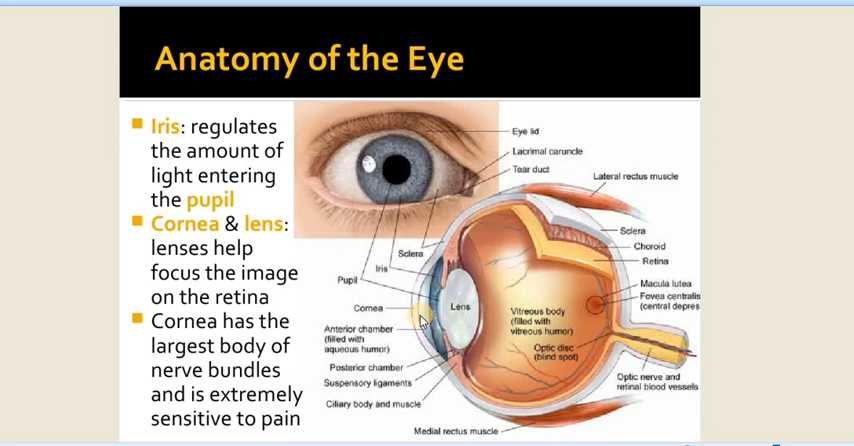 Anatomy of the Eye
Iris: regulates
the amount of
light entering
the pupil
Cornea & lens:
lenses help
focus the image
on the retina
Cornea has the
largest body of
nerve bundles
and is extremely
sensitive to pain
Eye lid
Lacrimal caruncle
Tear duct
Lateral rectus muscle
Sclera
Choroid
Retina
Macula lutea
Fovea centralis
(central depres
Sclera
Iris
Pupil
Cornea
Anterior chamber
(filled with
aqueous humor)
Posterior chamber
Suspensory ligaments
Ciliary body and muscle
Medial rectus muscle
Lens
Vitreous body
(filled with
vitreous humor)
Optic disc
(blind spot)
Optic nerve and
retinal blood vessels